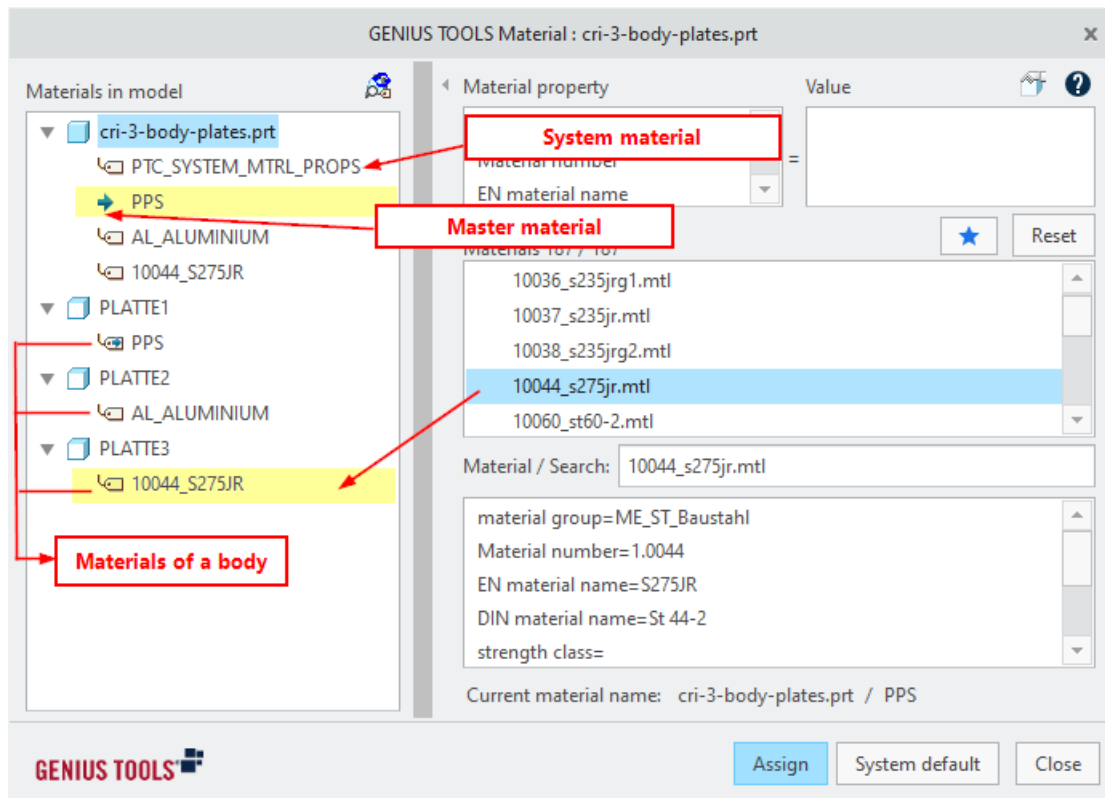 GENIUS TOOLS Material : cri-3-body-plates.prt
Materials in model
cri-3-body-plates.prt
PTC_SYSTEM_MTRL_PROPS
PPS
AL_ALUMINIUM
10044_S275JR
PLATTE1
PPS
PLATTE2
AL_ALUMINIUM
PLATTE3
10044_S275JR
Materials of a body
Material property
Value
System material
Material number
=
EN material name
Master material
Materials 187 / 187
Reset
10036_s235jrg1.mtl
10037_s235jr.mtl
10038_s235jrg2.mtl
10044_s275jr.mtl
10060_st60-2.mtl
Material / Search: 10044_s275jr.mtl
material group=ME_ST_Baustahl
Material number=1.0044
EN material name=S275JR
DIN material name=St 44-2
strength class=
Current material name: cri-3-body-plates.prt / PPS
GENIUS TOOLS
Assign
System default
Close